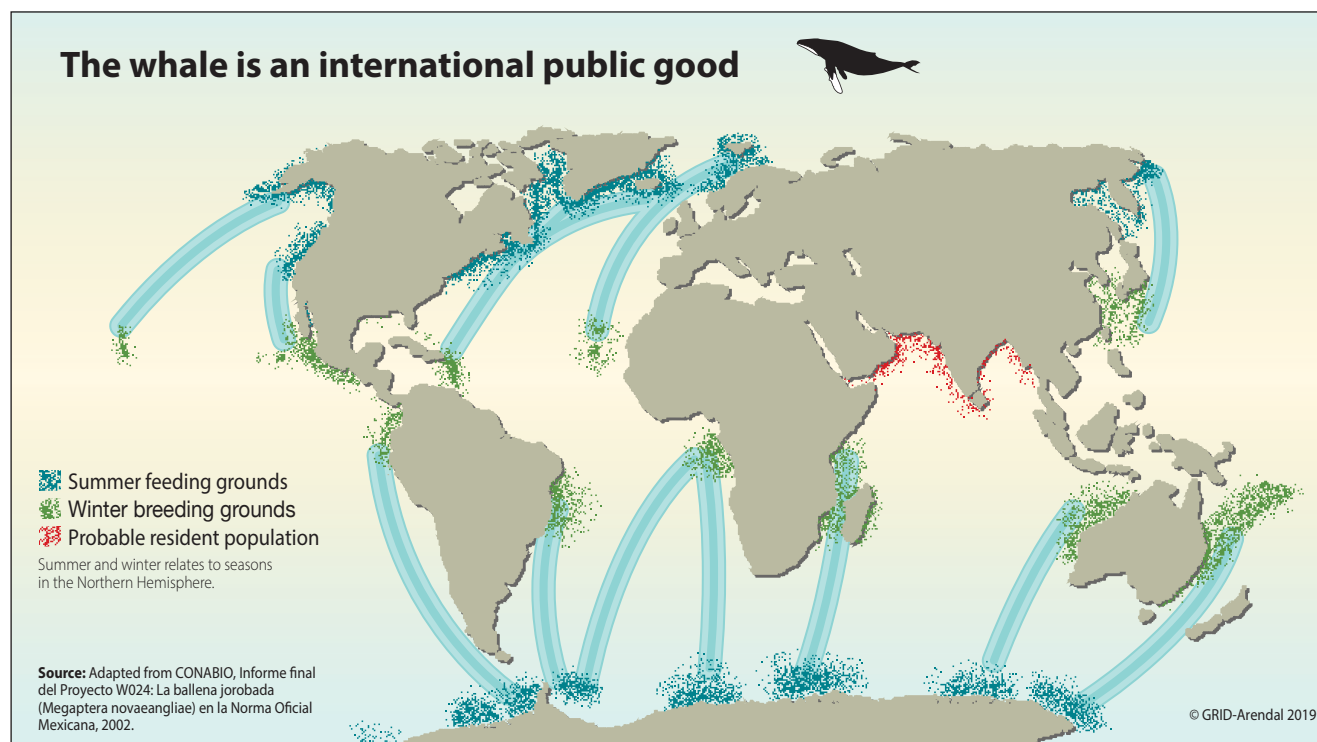 The whale is an international public good
Summer feeding grounds
Winter breeding grounds
Probable resident population
Summer and winter relates to seasons
in the Northern Hemisphere.
Source: Adapted from CONABIO, Informe final
del Proyecto W024: La ballena jorobada
(Megaptera novaeangliae) en la Norma Oficial
Mexicana, 2002.
© GRID-Arendal 2019